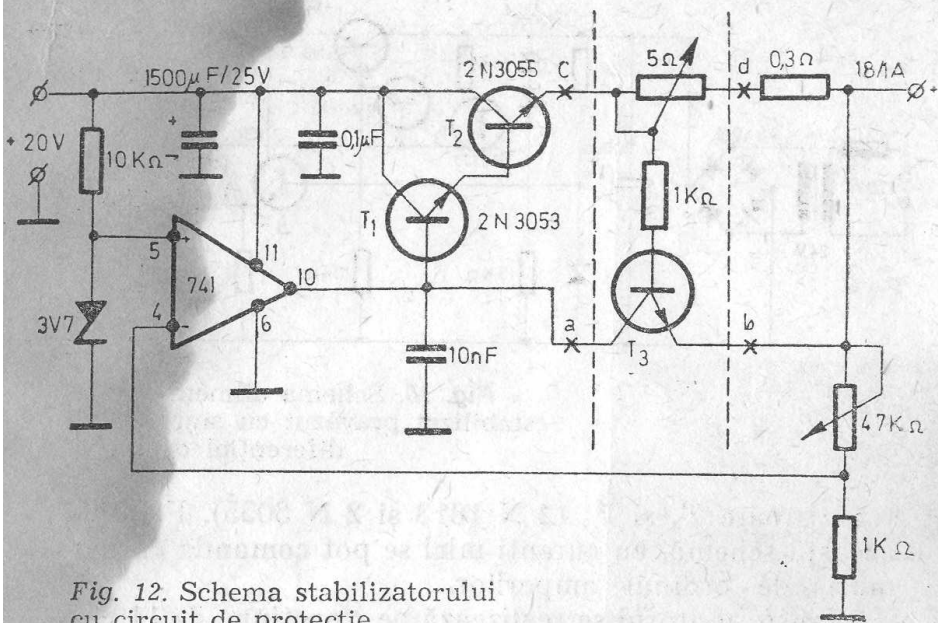 1500µF/25V
2N3055
C
5Ω
d
0,3Ω
18/1A
+
+ 20V
10KΩ
+
-
0,1µF
T2
T1
2N3053
1KΩ
5
+
11
741
10
4
-
6
3V7
a
T3
b
10nF
47KΩ
1KΩ
Fig. 12. Schema stabilizatorului
cu circuit de protecție